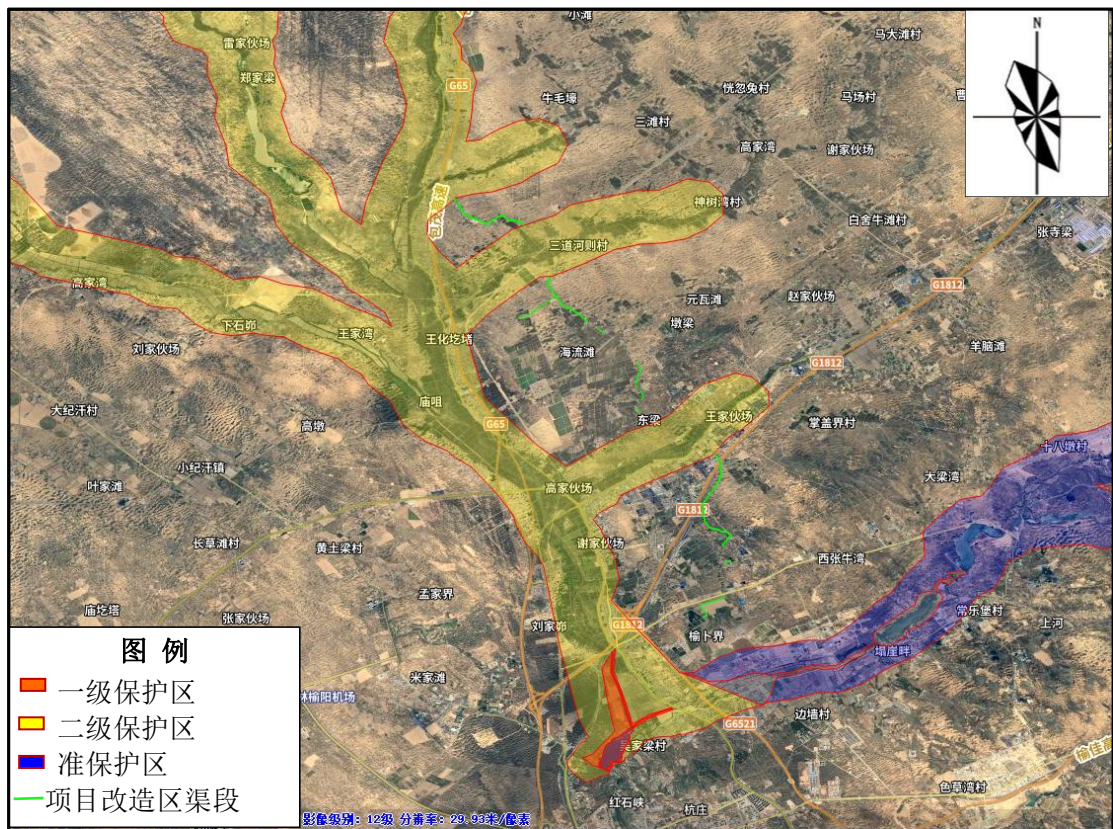 小滩
马大滩村
N
雷家伙场
郑家梁
G65
恍忽兔村
牛毛壕
马场村
曹
三滩村
高家湾
谢家伙场
包茂高速
神树湾村
白舍牛滩村
张寺梁
三道河则村
高家湾
G1812
元瓦滩
赵家伙场
下石峁
王家湾
王化圪堵
墩梁
刘家伙场
海流滩
羊脑滩
G1812
庙咀
大纪汗村
高墩
G65
东梁
王家伙场
掌盖界村
十八墩村
小纪汗镇
叶家滩
高家伙场
大梁湾
G1812
长草滩村
黄土梁村
谢家伙场
西张牛湾
孟家界
庙圪塔
张家伙场
刘家峁
G1812
榆卜界
常乐堡村
上河
塌崖畔
图 例
一级保护区
二级保护区
准保护区
项目改造区渠段
米家滩
林榆阳机场
边墙村
G6521
吴家梁村
榆佳高
色草湾村
红石峡
杭庄
影像级别：12级 分辨率：29.93米/像素